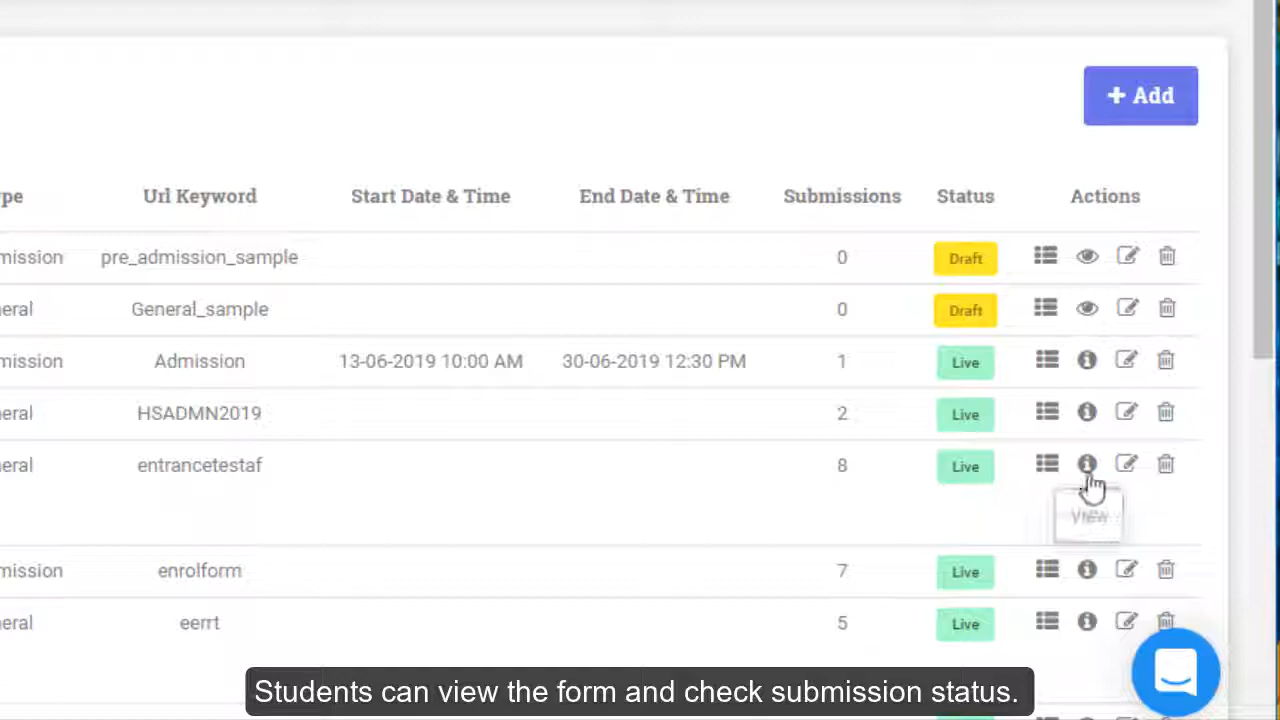 + Add
ype Url Keyword Start Date & Time End Date & Time Submissions Status Actions
mission pre_admission_sample 0 Draft
neral General_sample 0 Draft
mission Admission 13-06-2019 10:00 AM 30-06-2019 12:30 PM 1 Live
neral HSADMN2019 2 Live
neral entrancetestaf 8 Live
View
mission enrolform 7 Live
neral eerrt 5 Live
Students can view the form and check submission status.